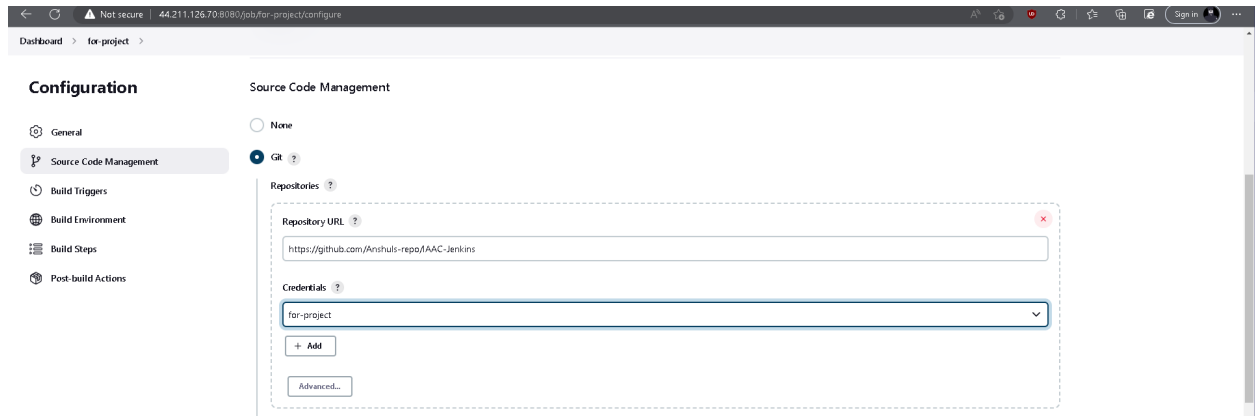 Not secure 44.211.126.70:8080/job/for-project/configure Sign in
Dashboard > for-project >
Configuration
General
Source Code Management
Build Triggers
Build Environment
Build Steps
Post-build Actions
Source Code Management
None
Git ?
Repositories ?
Repository URL ?
https://github.com/Anshuls-repo/IAAC-Jenkins
Credentials ?
for-project
+ Add
Advanced...